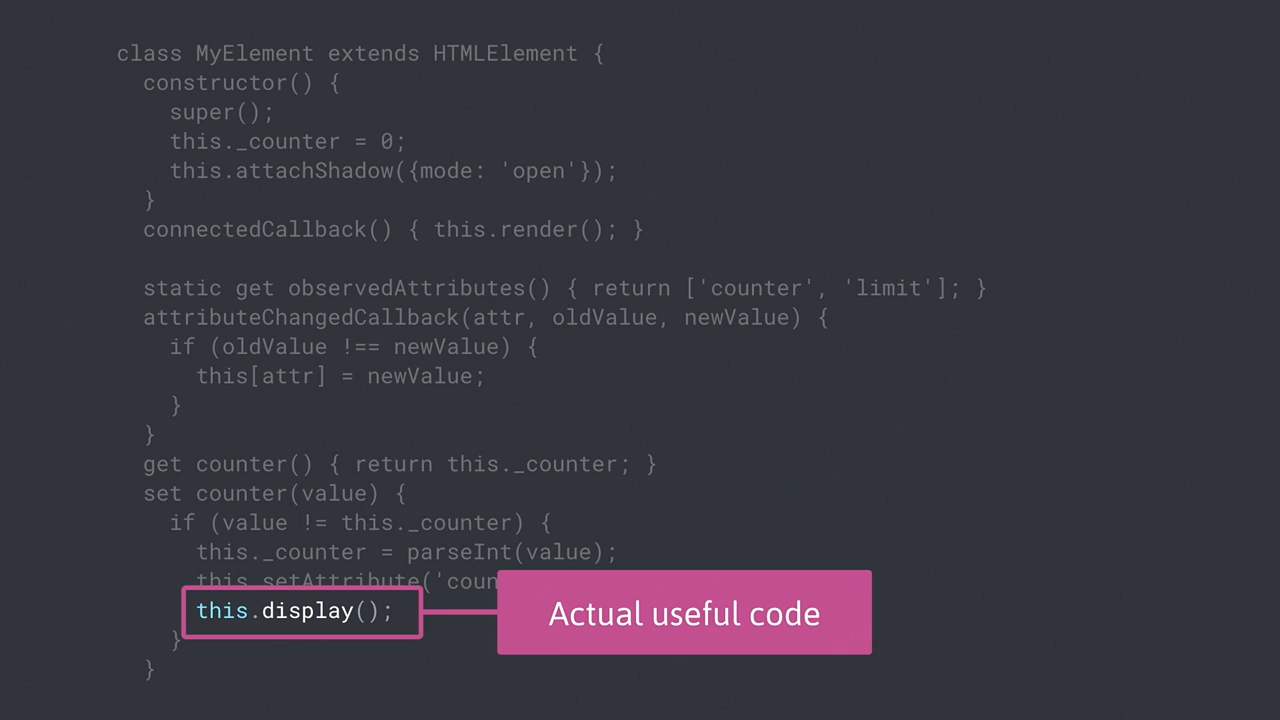 class MyElement extends HTMLElement {
  constructor() {
    super();
    this._counter = 0;
    this.attachShadow({mode: 'open'});
  }
  connectedCallback() { this.render(); }

  static get observedAttributes() { return ['counter', 'limit']; }
  attributeChangedCallback(attr, oldValue, newValue) {
    if (oldValue !== newValue) {
      this[attr] = newValue;
    }
  }
  get counter() { return this._counter; }
  set counter(value) {
    if (value != this._counter) {
      this._counter = parseInt(value);
      this.setAttribute('coun
      this.display();
Actual useful code
    }
  }